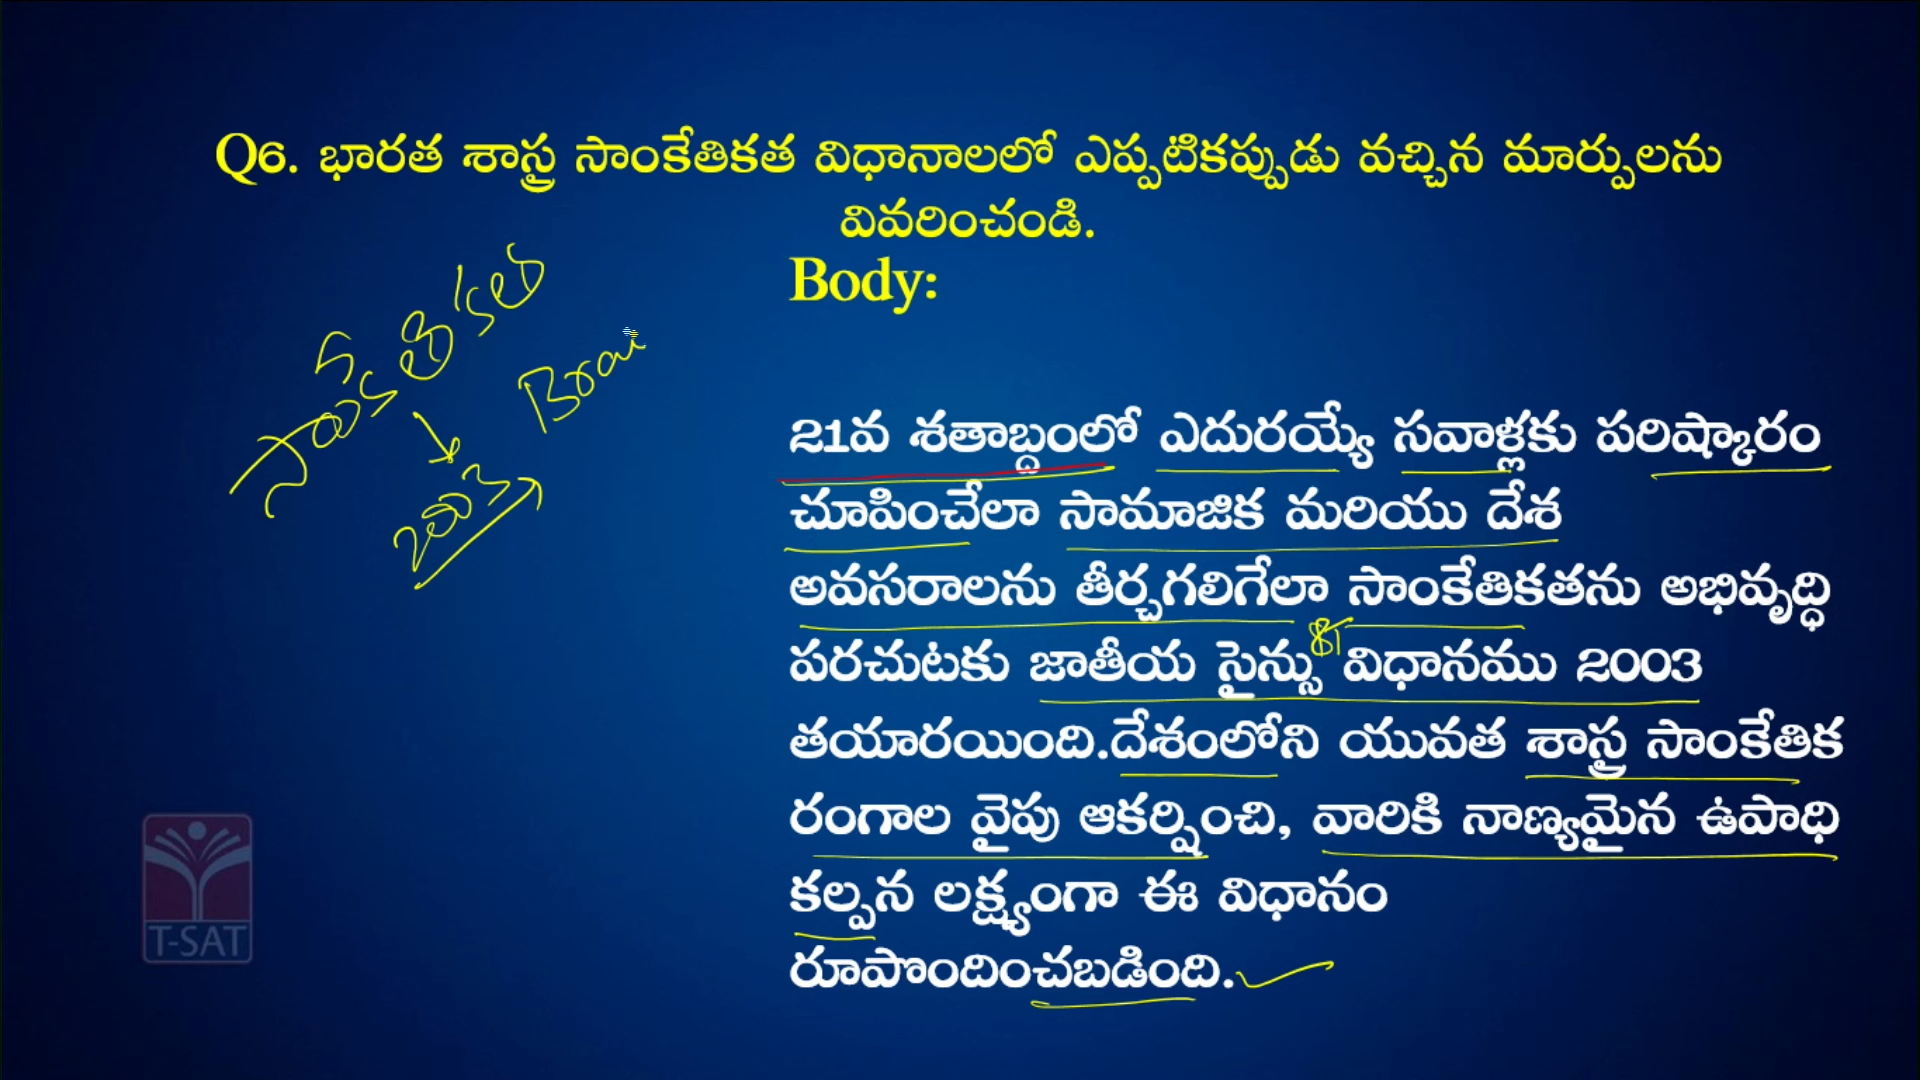 Q6. భారత శాస్త్ర సాంకేతికత విధానాలలో ఎప్పటికప్పుడు వచ్చిన మార్పులను
వివరించండి.
Body:
21వ శతాబ్దంలో ఎదురయ్యే సవాళ్లకు పరిష్కారం
చూపించేలా సామాజిక మరియు దేశ
అవసరాలను తీర్చగలిగేలా సాంకేతికతను అభివృద్ధి
పరచుటకు జాతీయ సైన్సు విధానము 2003
తయారయింది.దేశంలోని యువత శాస్త్ర సాంకేతిక
రంగాల వైపు ఆకర్షించి, వారికి నాణ్యమైన ఉపాధి
కల్పన లక్ష్యంగా ఈ విధానం
రూపొందించబడింది.
2003
Brai
T-SAT